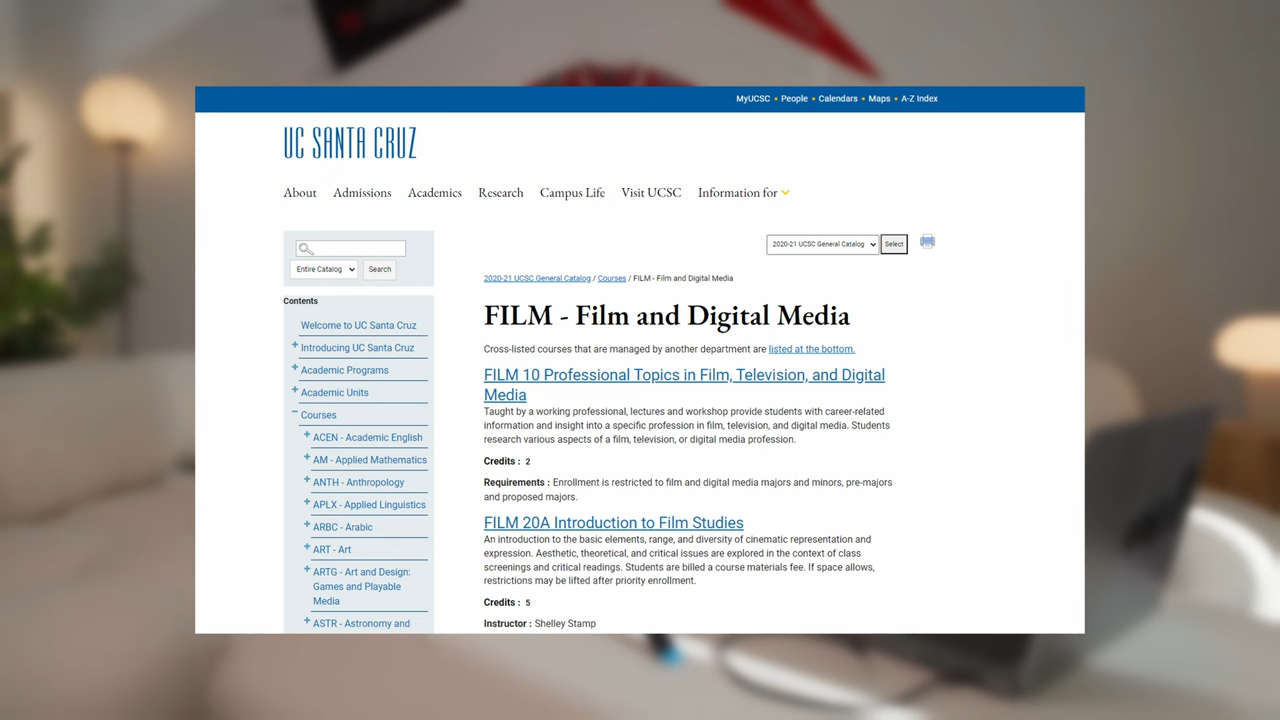 MyUCSC • People • Calendars • Maps • A-Z Index
UC SANTA CRUZ
About Admissions Academics Research Campus Life Visit UCSC Information for
2020-21 UCSC General Catalog Select
Entire Catalog Search
Contents
Welcome to UC Santa Cruz
Introducing UC Santa Cruz
Academic Programs
Academic Units
Courses
ACEN - Academic English
AM - Applied Mathematics
ANTH - Anthropology
APLX - Applied Linguistics
ARBC - Arabic
ART - Art
ARTG - Art and Design:
Games and Playable
Media
ASTR - Astronomy and
2020-21 UCSC General Catalog / Courses / FILM - Film and Digital Media
FILM - Film and Digital Media
Cross-listed courses that are managed by another department are listed at the bottom.
FILM 10 Professional Topics in Film, Television, and Digital
Media
Taught by a working professional, lectures and workshop provide students with career-related
information and insight into a specific profession in film, television, and digital media. Students
research various aspects of a film, television, or digital media profession.
Credits : 2
Requirements : Enrollment is restricted to film and digital media majors and minors, pre-majors
and proposed majors.
FILM 20A Introduction to Film Studies
An introduction to the basic elements, range, and diversity of cinematic representation and
expression. Aesthetic, theoretical, and critical issues are explored in the context of class
screenings and critical readings. Students are billed a course materials fee. If space allows,
restrictions may be lifted after priority enrollment.
Credits : 5
Instructor : Shelley Stamp